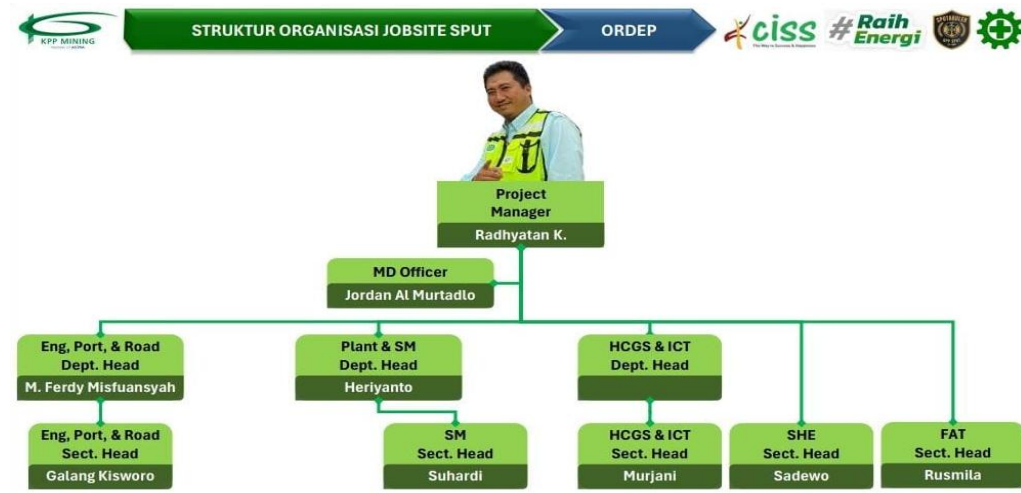 KPP MINING
STRUKTUR ORGANISASI JOBSITE SPUT
ORDEP
ciss
#Raih
Energi
Project
Manager
Radhyatan K.
MD Officer
Jordan Al Murtadlo
Eng, Port, & Road
Dept. Head
M. Ferdy Misfuansyah
Plant & SM
Dept. Head
Heriyanto
HCGS & ICT
Dept. Head
Eng, Port, & Road
Sect. Head
Galang Kisworo
SM
Sect. Head
Suhardi
HCGS & ICT
Sect. Head
Murjani
SHE
Sect. Head
Sadewo
FAT
Sect. Head
Rusmila